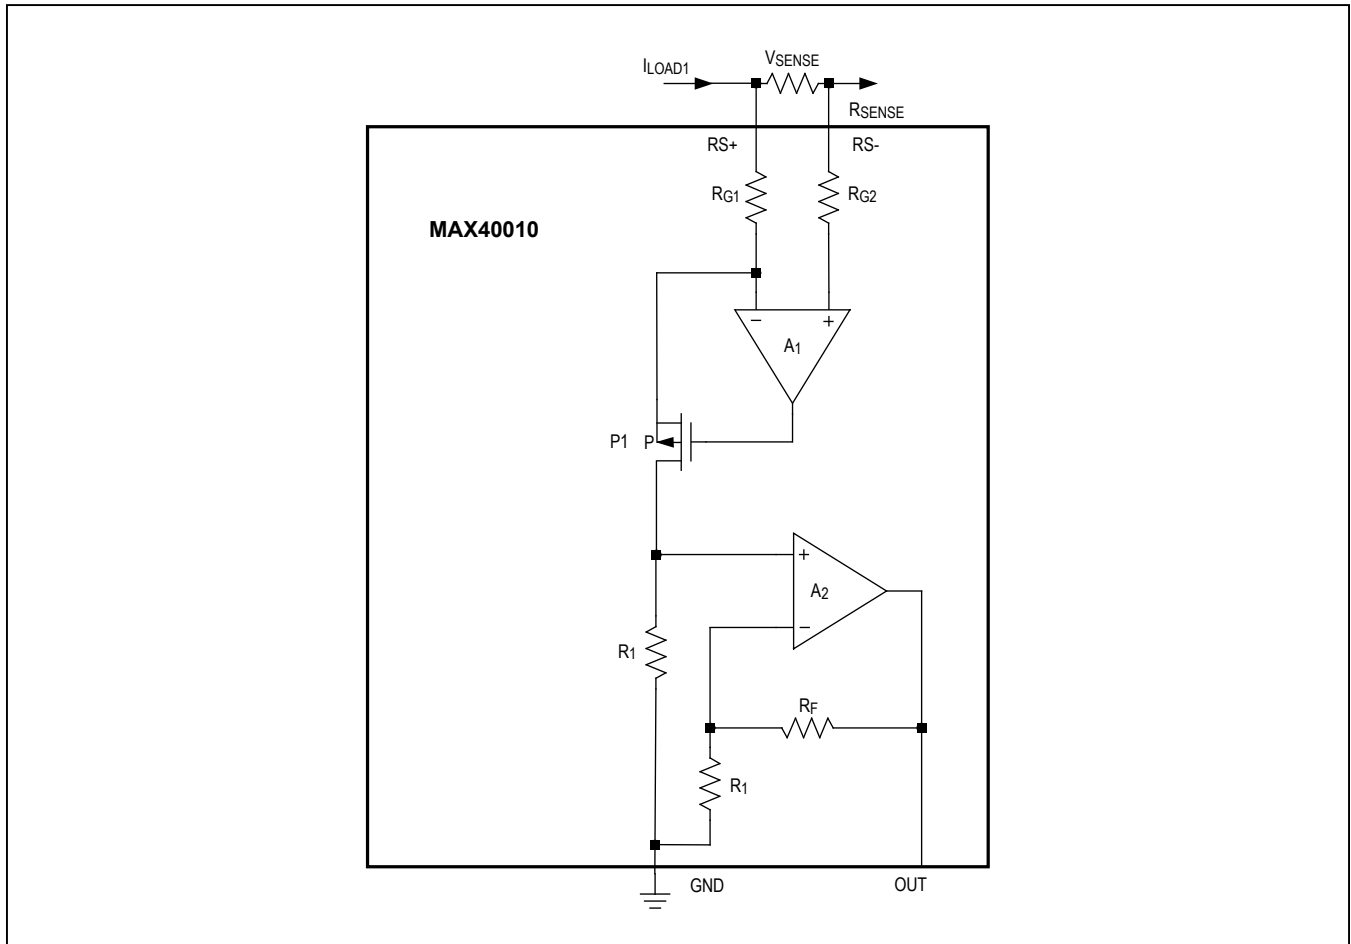 VSENSE
ILOAD1
RSENSE
RS+ RS-
RG1 RG2
MAX40010
− +
A1
P1 P
+
A2
−
R1
RF
R1
GND OUT